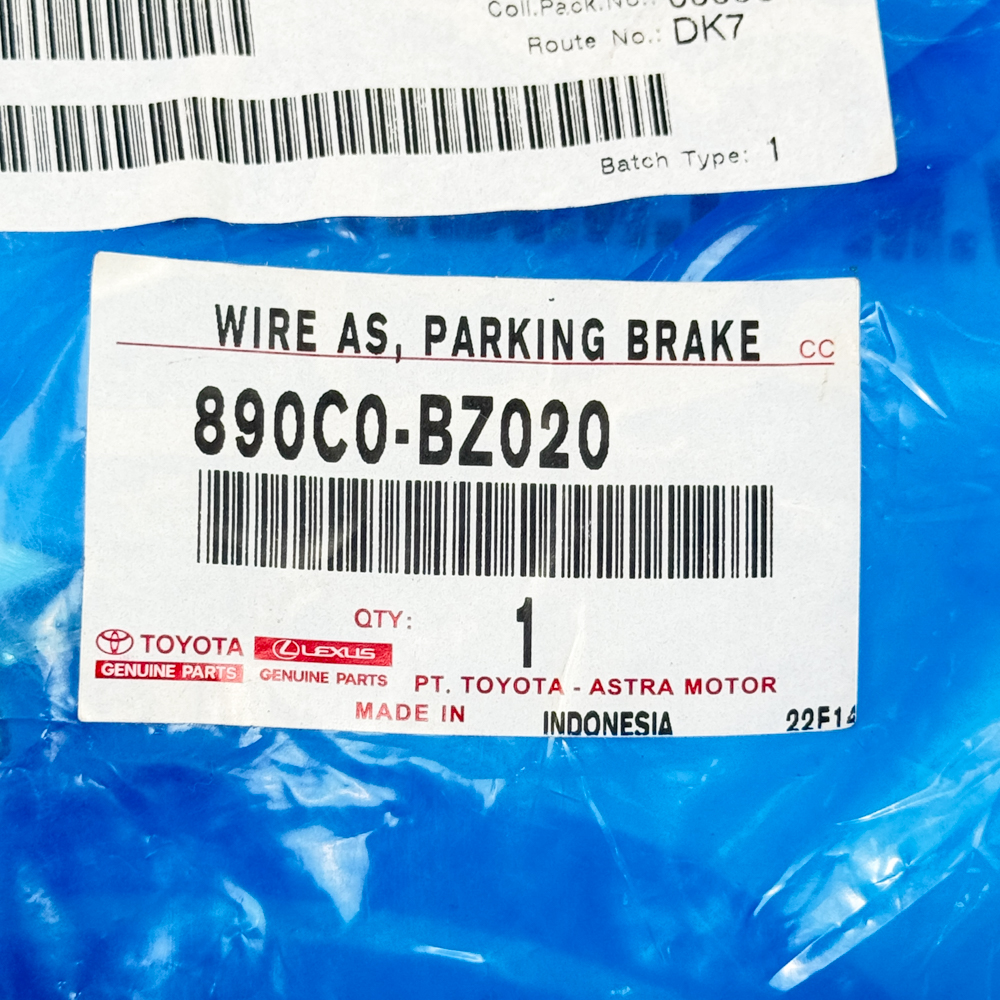 Coll.Pack.No.:
Route No.: DK7
Batch Type: 1
WIRE AS, PARKING BRAKE CC
890C0-BZ020
QTY: 1
TOYOTA
GENUINE PARTS
LEXUS
GENUINE PARTS
PT. TOYOTA - ASTRA MOTOR
MADE IN INDONESIA 22F14